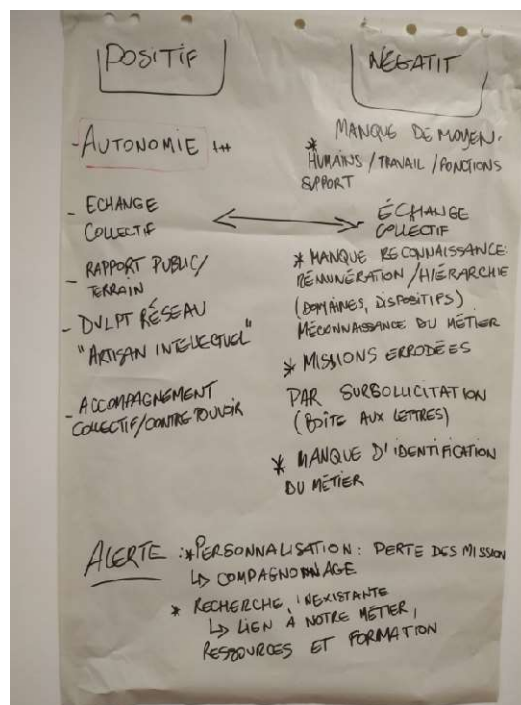 POSITIF
- AUTONOMIE +++
- ECHANGE
COLLECTIF
- RAPPORT PUBLIC/
TERRAIN
- DVLPT RÉSEAU
"ARTISAN INTELLECTUEL"
- ACCOMPAGNEMENT
COLLECTIF/CONTRE POUVOIR
NÉGATIF
* MANQUE DE MOYEN.
HUMAINS / TRAVAIL / FONCTIONS
SUPPORT
- ÉCHANGE
COLLECTIF
* MANQUE RECONNAISSANCE:
RÉMUNÉRATION / HIÉRARCHIE
(DOMAINES, DISPOSITIFS)
MÉCONNAISSANCE DU MÉTIER
* MISSIONS ERRODÉES
PAR SURSOLLICITATION
(BOÎTE AUX LETTRES)
* MANQUE D'IDENTIFICATION
DU MÉTIER
ALERTE : * PERSONNALISATION : PERTE DES MISSION
↳ COMPAGNONNAGE
* RECHERCHE, INEXISTANTE
↳ LIEN À NOTRE MÉTIER,
RESSOURCES ET FORMATION